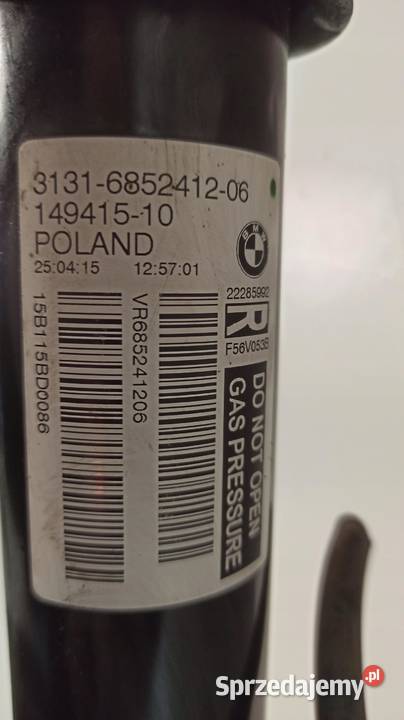 3131-6852412-06
149415-10
POLAND
25:04:15 12:57:01
BMW
22285992
R
F56V053B
15B115BD0086
VR685241206
DO NOT OPEN
GAS PRESSURE
Sprzedajemy.pl